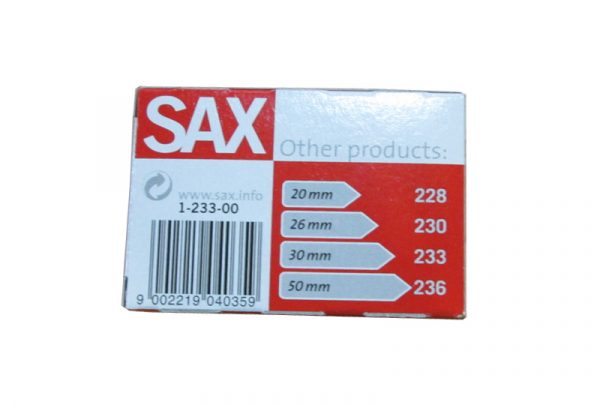 SAX
Other products:
www.sax.info
1-233-00
20 mm 228
26 mm 230
30 mm 233
50 mm 236
9 002219 040359